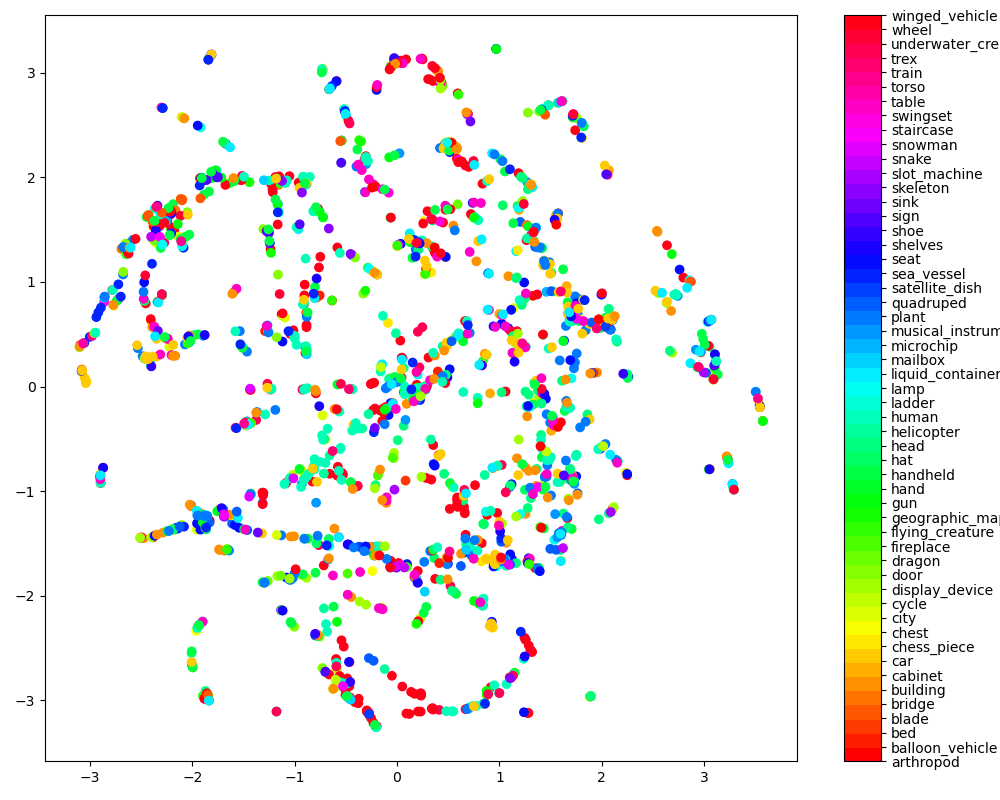 3
2
1
0
−1
−2
−3
−3
−2
−1
0
1
2
3
winged_vehicle
wheel
underwater_cre
trex
train
torso
table
swingset
staircase
snowman
snake
slot_machine
skeleton
sink
sign
shoe
shelves
seat
sea_vessel
satellite_dish
quadruped
plant
musical_instrum
microchip
mailbox
liquid_container
lamp
ladder
human
helicopter
head
hat
handheld
hand
gun
geographic_map
flying_creature
fireplace
dragon
door
display_device
cycle
city
chest
chess_piece
car
cabinet
building
bridge
blade
bed
balloon_vehicle
arthropod